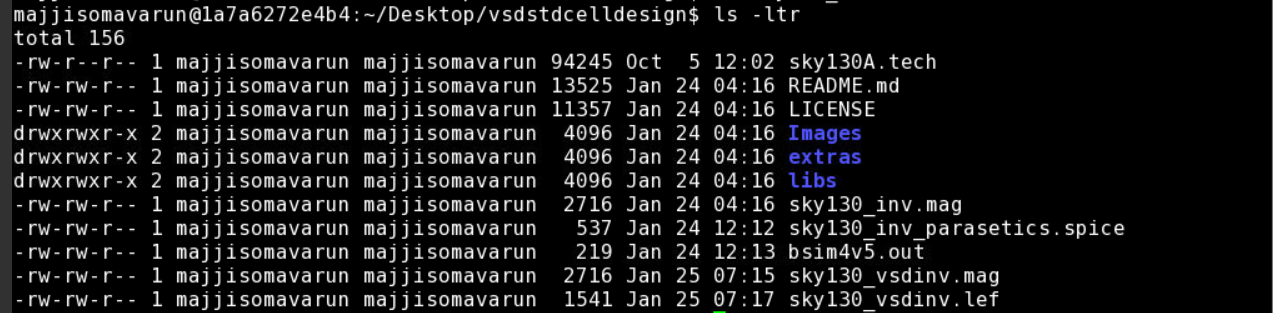 majjisomavarun@1a7a6272e4b4:~/Desktop/vsdstdcelldesign$ ls -ltr
total 156
-rw-r--r-- 1 majjisomavarun majjisomavarun 94245 Oct  5 12:02 sky130A.tech
-rw-rw-r-- 1 majjisomavarun majjisomavarun 13525 Jan 24 04:16 README.md
-rw-rw-r-- 1 majjisomavarun majjisomavarun 11357 Jan 24 04:16 LICENSE
drwxrwxr-x 2 majjisomavarun majjisomavarun  4096 Jan 24 04:16 Images
drwxrwxr-x 2 majjisomavarun majjisomavarun  4096 Jan 24 04:16 extras
drwxrwxr-x 2 majjisomavarun majjisomavarun  4096 Jan 24 04:16 libs
-rw-rw-r-- 1 majjisomavarun majjisomavarun  2716 Jan 24 04:16 sky130_inv.mag
-rw-rw-r-- 1 majjisomavarun majjisomavarun   537 Jan 24 12:12 sky130_inv_parasetics.spice
-rw-rw-r-- 1 majjisomavarun majjisomavarun   219 Jan 24 12:13 bsim4v5.out
-rw-rw-r-- 1 majjisomavarun majjisomavarun  2716 Jan 25 07:15 sky130_vsdinv.mag
-rw-rw-r-- 1 majjisomavarun majjisomavarun  1541 Jan 25 07:17 sky130_vsdinv.lef